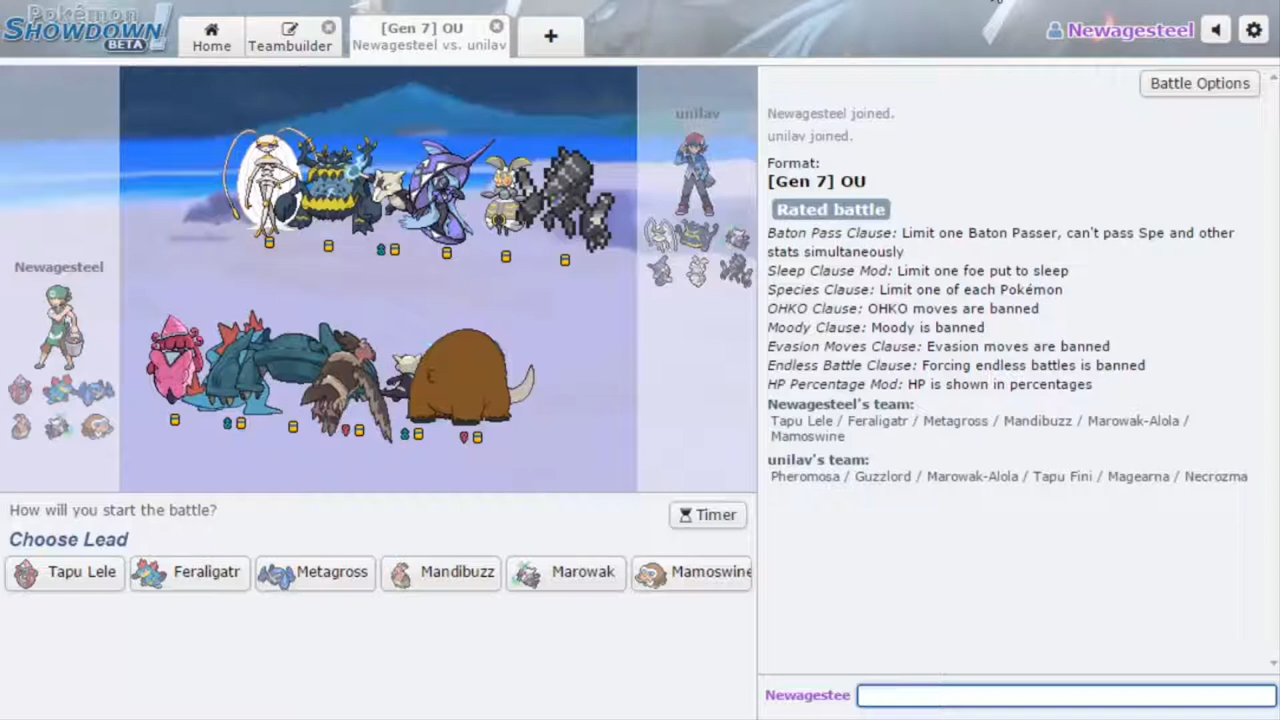 Pokémon
SHOWDOWN!
BETA
Home
Teambuilder
[Gen 7] OU
Newagesteel vs. unilav
+
Newagesteel
Battle Options
unilav
Newagesteel
Newagesteel joined.
unilav joined.
Format:
[Gen 7] OU
Rated battle
Baton Pass Clause: Limit one Baton Passer, can't pass Spe and other
stats simultaneously
Sleep Clause Mod: Limit one foe put to sleep
Species Clause: Limit one of each Pokémon
OHKO Clause: OHKO moves are banned
Moody Clause: Moody is banned
Evasion Moves Clause: Evasion moves are banned
Endless Battle Clause: Forcing endless battles is banned
HP Percentage Mod: HP is shown in percentages
Newagesteel's team:
Tapu Lele / Feraligatr / Metagross / Mandibuzz / Marowak-Alola /
Mamoswine
unilav's team:
Pheromosa / Guzzlord / Marowak-Alola / Tapu Fini / Magearna / Necrozma
How will you start the battle?
Timer
Choose Lead
Tapu Lele
Feraligatr
Metagross
Mandibuzz
Marowak
Mamoswine
Newagestee